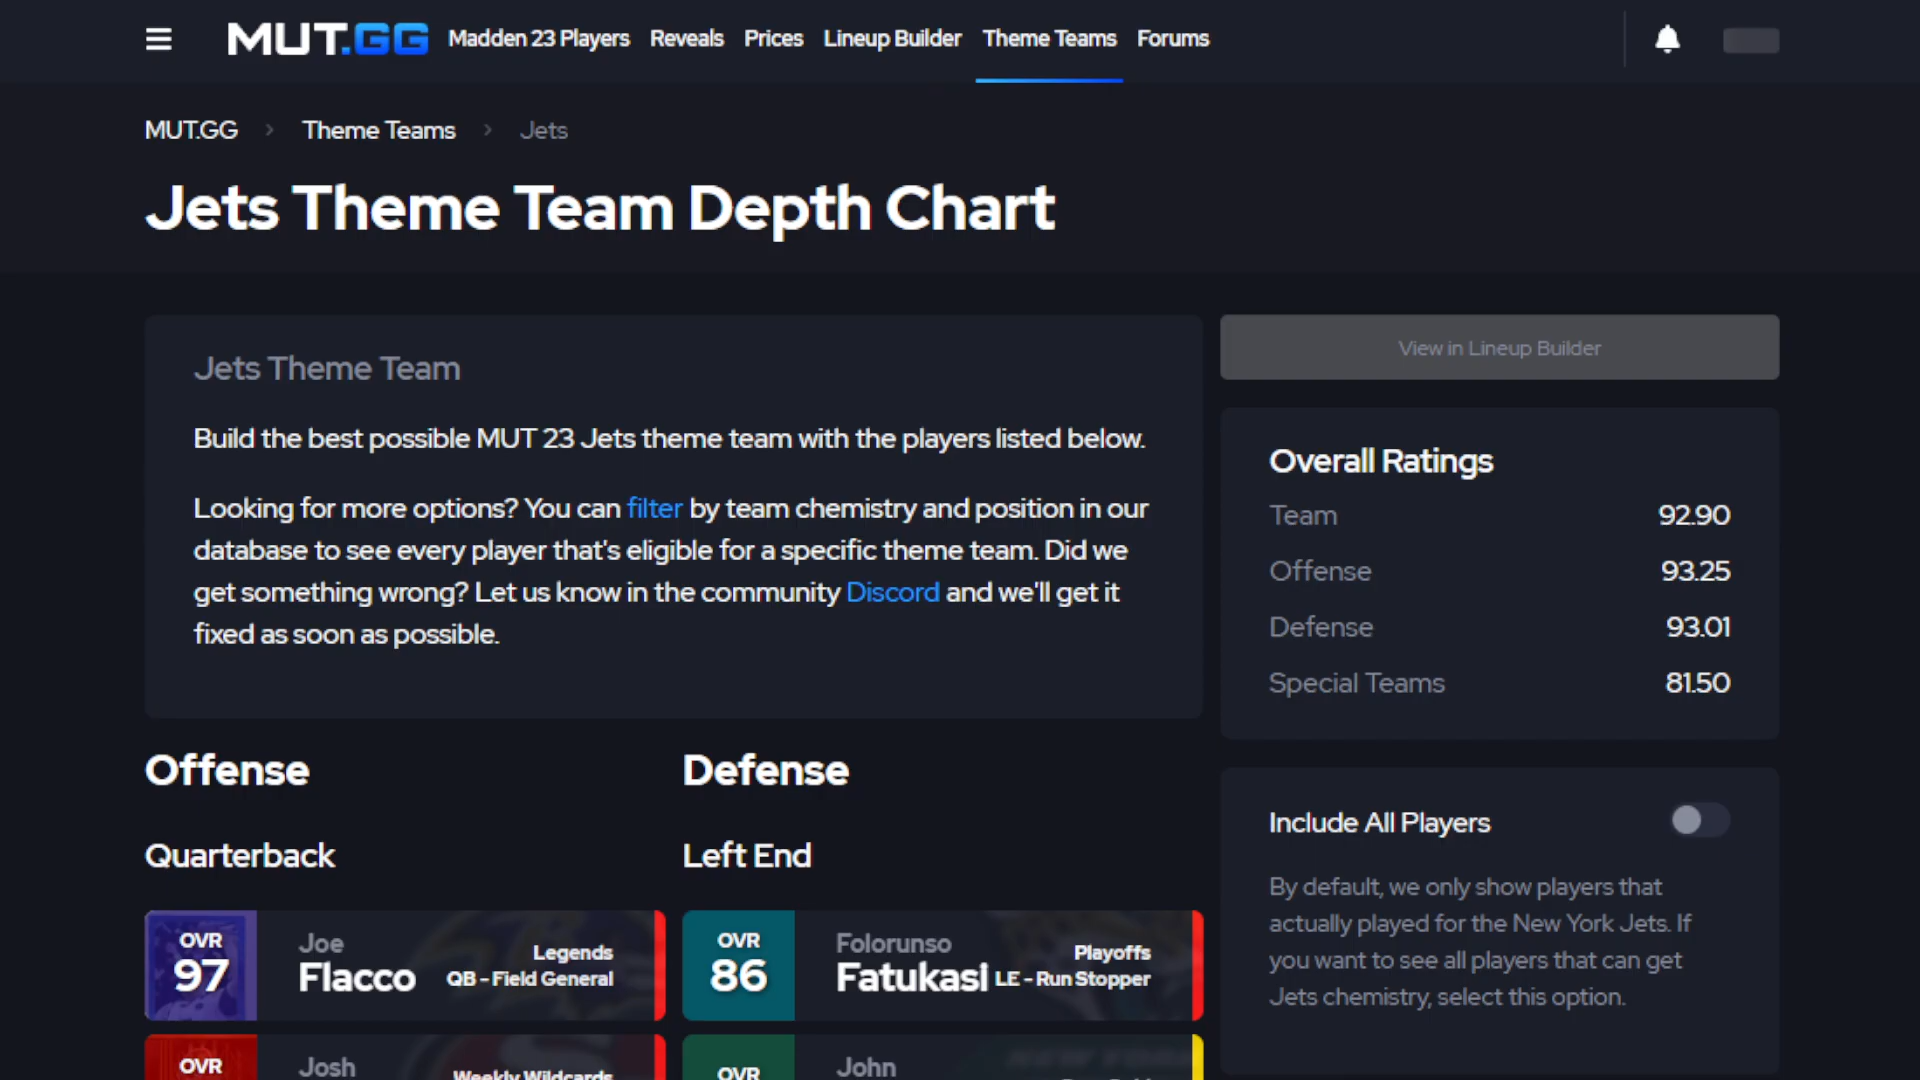 MUT.GG Madden 23 Players Reveals Prices Lineup Builder Theme Teams Forums
MUT.GG > Theme Teams > Jets
Jets Theme Team Depth Chart
Jets Theme Team
Build the best possible MUT 23 Jets theme team with the players listed below.
Looking for more options? You can filter by team chemistry and position in our
database to see every player that's eligible for a specific theme team. Did we
get something wrong? Let us know in the community Discord and we'll get it
fixed as soon as possible.
View in Lineup Builder
Overall Ratings
Team 92.90
Offense 93.25
Defense 93.01
Special Teams 81.50
Include All Players
By default, we only show players that
actually played for the New York Jets. If
you want to see all players that can get
Jets chemistry, select this option.
Offense
Quarterback
OVR
97
Joe
Flacco
Legends
QB - Field General
OVR
Josh
Weekly Wildcards
Defense
Left End
OVR
86
Folorunso
Fatukasi
Playoffs
LE - Run Stopper
OVR
John